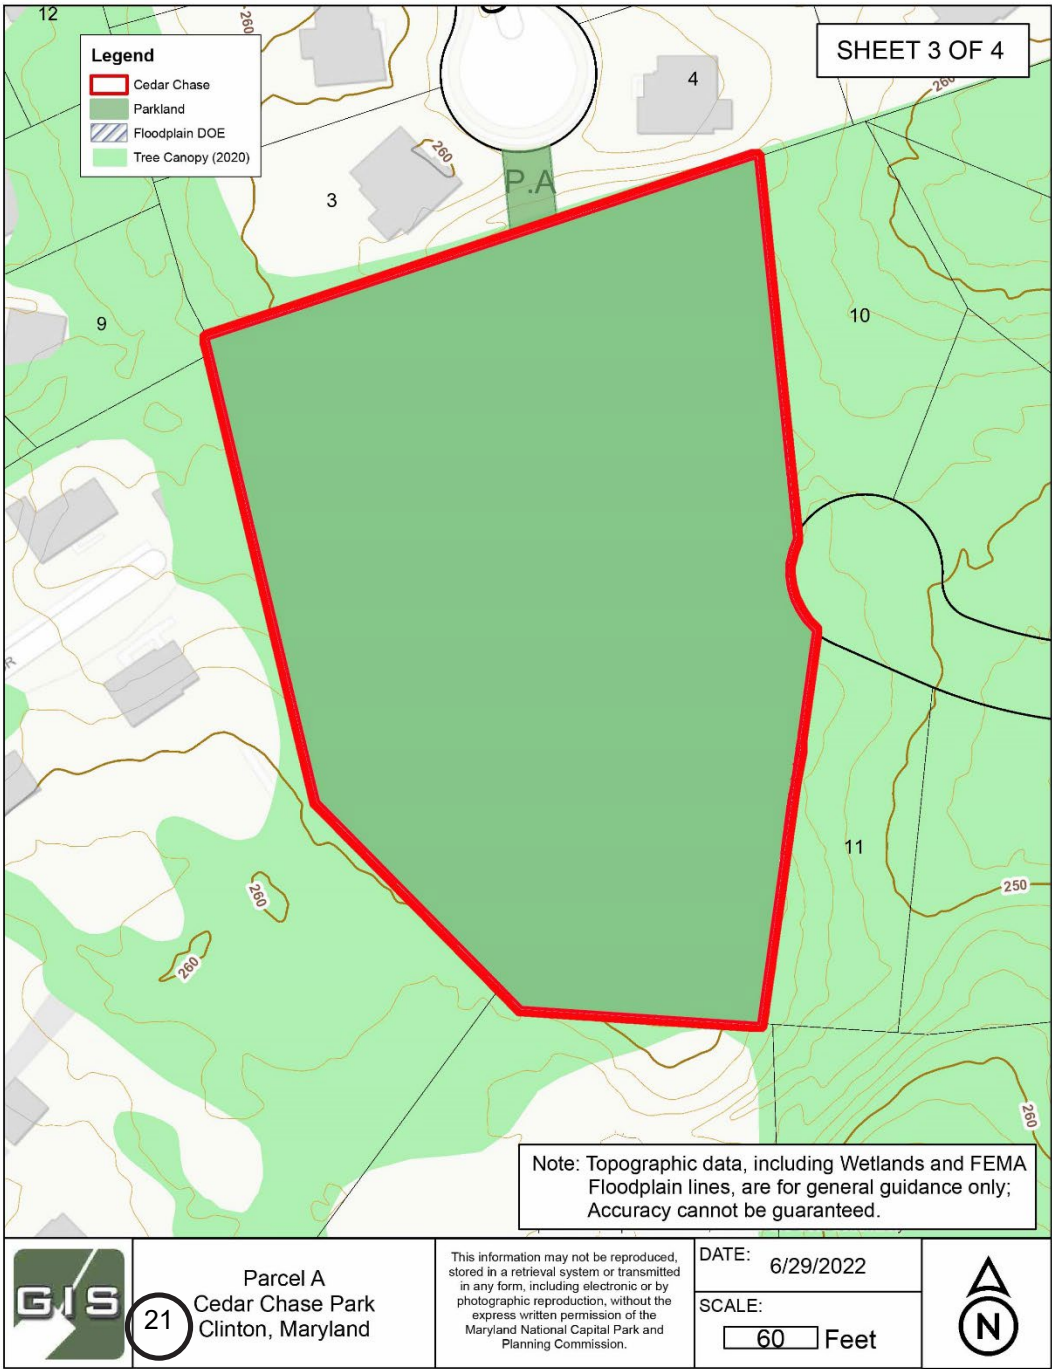 12
260
Legend
Cedar Chase
Parkland
Floodplain DOE
Tree Canopy (2020)
SHEET 3 OF 4
4
260
260
3
P.A
9
10
R
11
250
260
260
260
Note: Topographic data, including Wetlands and FEMA
Floodplain lines, are for general guidance only;
Accuracy cannot be guaranteed.
GIS
21
Parcel A
Cedar Chase Park
Clinton, Maryland
This information may not be reproduced,
stored in a retrieval system or transmitted
in any form, including electronic or by
photographic reproduction, without the
express written permission of the
Maryland National Capital Park and
Planning Commission.
DATE:
6/29/2022
SCALE:
60 Feet
N